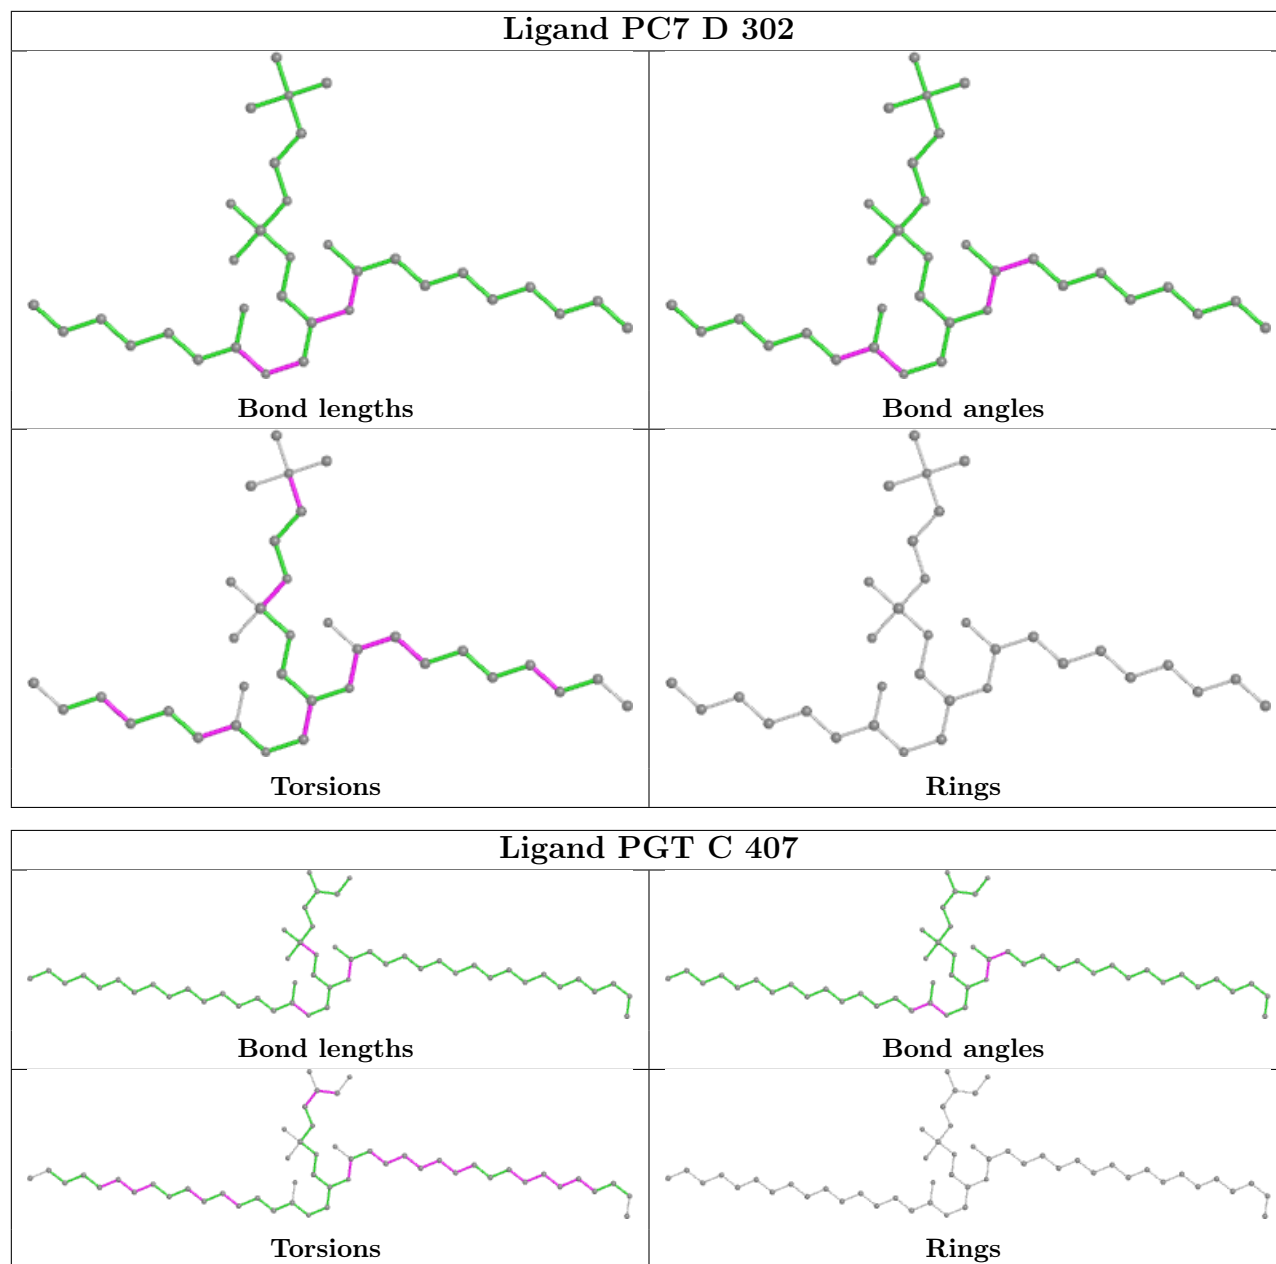 Ligand PC7 D 302
Bond lengths
Bond angles
Torsions
Rings
Ligand PGT C 407
Bond lengths
Bond angles
Torsions
Rings